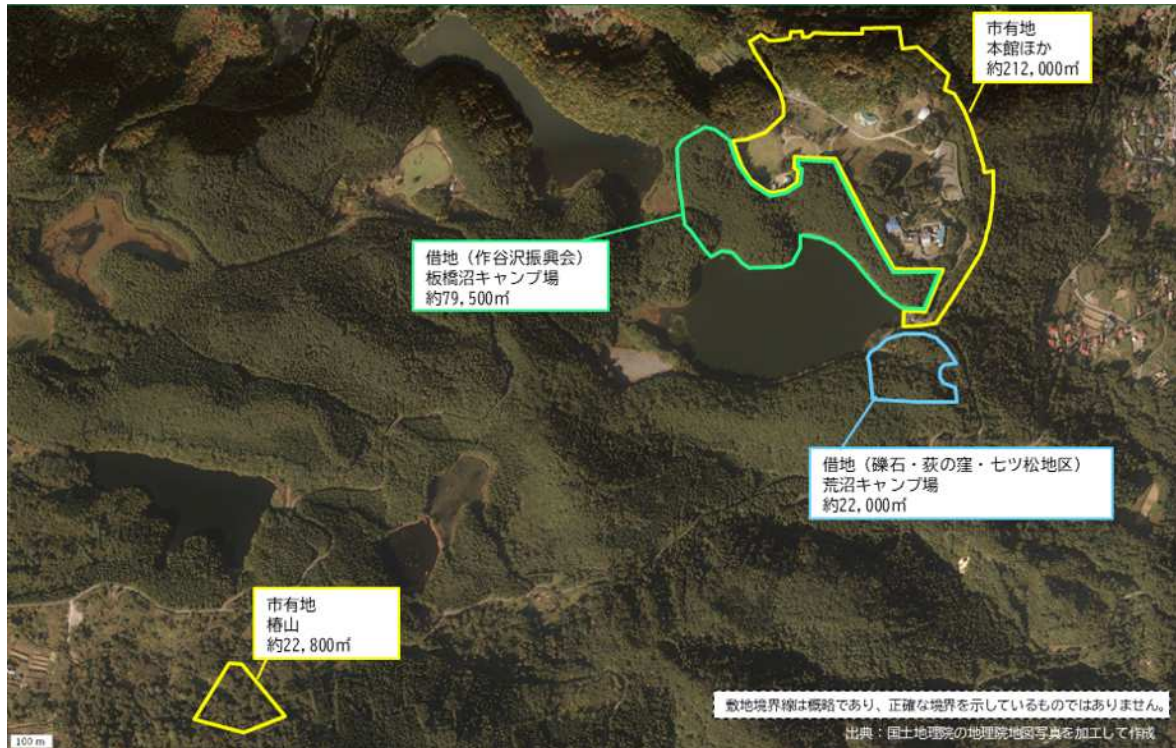 市有地
本館ほか
約212,000㎡
借地（作谷沢振興会）
板橋沼キャンプ場
約79,500㎡
借地（礫石・荻の窪・七ツ松地区）
荒沼キャンプ場
約22,000㎡
市有地
椿山
約22,800㎡
敷地境界線は概略であり、正確な境界を示しているものではありません。
出典：国土地理院の地理院地図写真を加工して作成
100 m